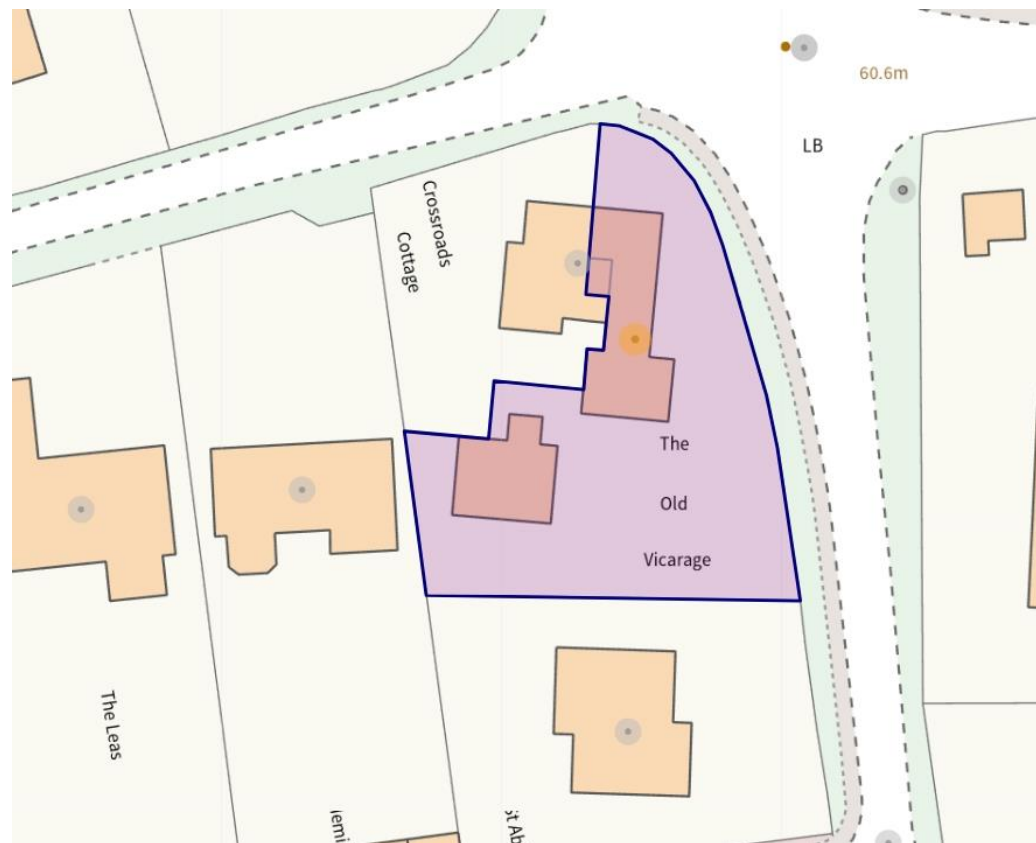 60.6m
LB
Crossroads
Cottage
The
Old
Vicarage
The Leas